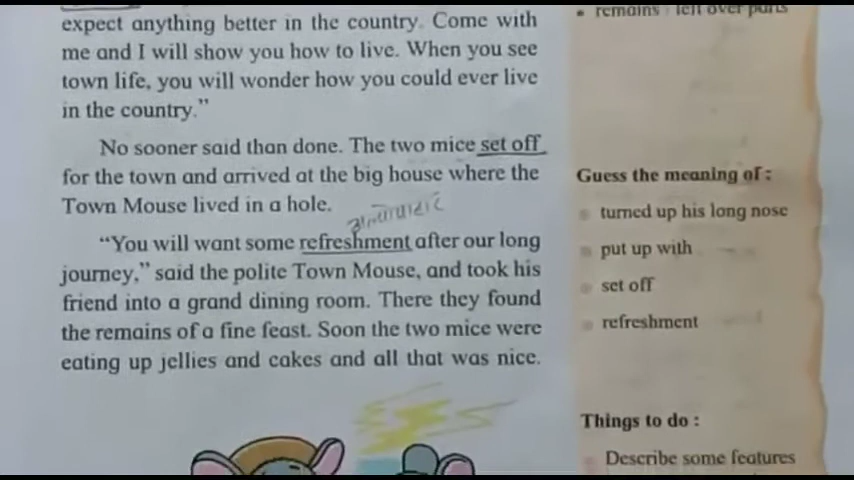 expect anything better in the country. Come with
me and I will show you how to live. When you see
town life, you will wonder how you could ever live
in the country."
No sooner said than done. The two mice set off
for the town and arrived at the big house where the
Town Mouse lived in a hole.
"You will want some refreshment after our long
journey," said the polite Town Mouse, and took his
friend into a grand dining room. There they found
the remains of a fine feast. Soon the two mice were
eating up jellies and cakes and all that was nice.
• remains : left over parts
Guess the meaning of :
turned up his long nose
put up with
set off
refreshment
Things to do :
Describe some features